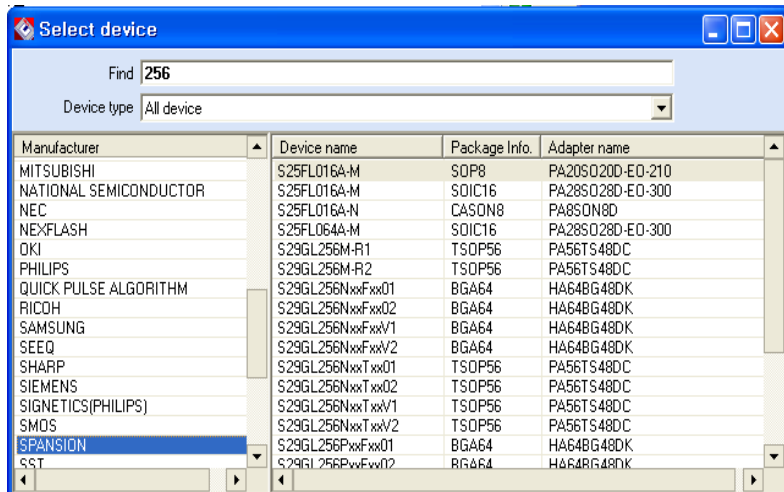 Select device
Find 256
Device type All device
Manufacturer
MITSUBISHI
NATIONAL SEMICONDUCTOR
NEC
NEXFLASH
OKI
PHILIPS
QUICK PULSE ALGORITHM
RICOH
SAMSUNG
SEEQ
SHARP
SIEMENS
SIGNETICS(PHILIPS)
SMOS
SPANSION
SST
Device name Package Info. Adapter name
S25FL016A-M SOP8 PA20SO20D-EO-210
S25FL016A-M SOIC16 PA28SO28D-EO-300
S25FL016A-N CASON8 PA8SON8D
S25FL064A-M SOIC16 PA28SO28D-EO-300
S29GL256M-R1 TSOP56 PA56TS48DC
S29GL256M-R2 TSOP56 PA56TS48DC
S29GL256NxxFxx01 BGA64 HA64BG48DK
S29GL256NxxFxx02 BGA64 HA64BG48DK
S29GL256NxxFxxV1 BGA64 HA64BG48DK
S29GL256NxxFxxV2 BGA64 HA64BG48DK
S29GL256NxxTxx01 TSOP56 PA56TS48DC
S29GL256NxxTxx02 TSOP56 PA56TS48DC
S29GL256NxxTxxV1 TSOP56 PA56TS48DC
S29GL256NxxTxxV2 TSOP56 PA56TS48DC
S29GL256PxxFxx01 BGA64 HA64BG48DK
S29GL256PxxFxx02 BGA64 HA64BG48DK